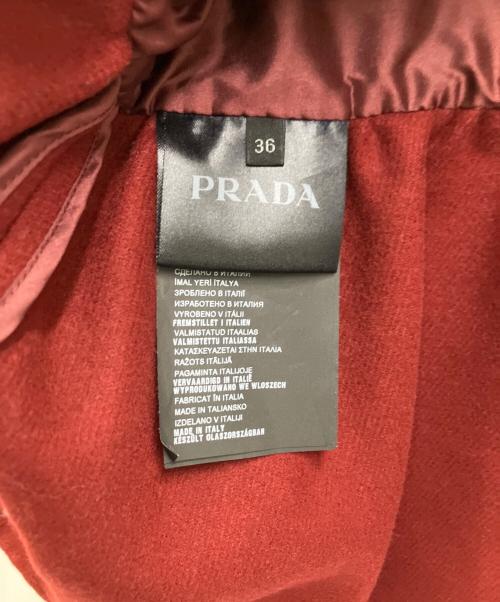 36
PRADA
СДЕЛАНО В ИТАЛИИ
İMAL YERİ İTALYA
ЗРОБЛЕНО В ІТАЛІЇ
ИЗРАБОТЕНО В ИТАЛИЯ
VYROBENO V ITÁLII
FREMSTILLET I ITALIEN
VALMISTATUD ITAALIAS
VALMISTETTU ITALIASSA
ΚΑΤΑΣΚΕΥΑΖΕΤΑΙ ΣΤΗΝ ΙΤΑΛΙΑ
RAŽOTS ITĀLIJĀ
PAGAMINTA ITALIJOJE
VERVAARDIGD IN ITALIË
WYPRODUKOWANO WE WLOSZECH
FABRICAT ÎN ITALIA
MADE IN TALIANSKO
IZDELANO V ITALIJI
MADE IN ITALY
KÉSZÜLT OLASZORSZÁGBAN